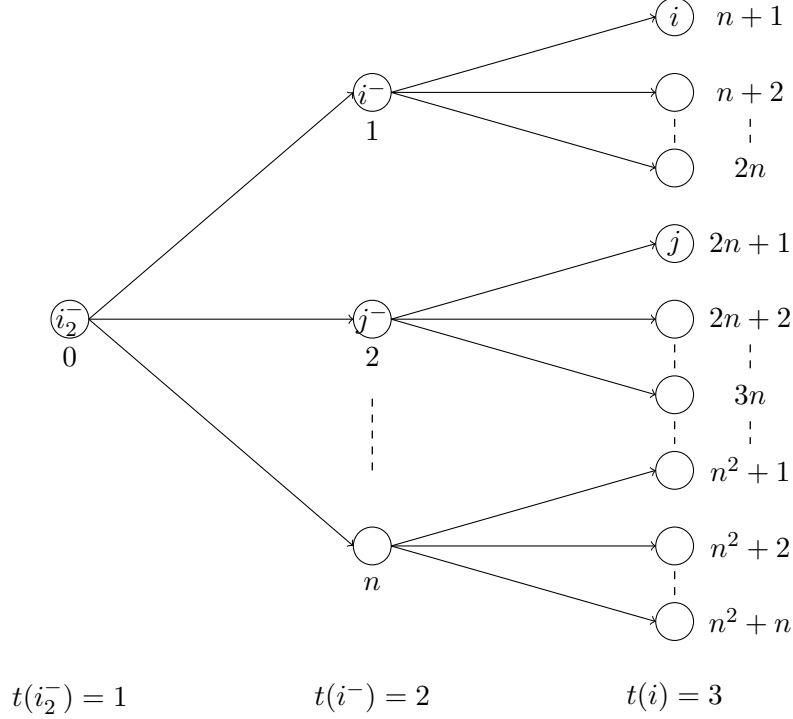 i n + 1
i⁻ n + 2
1
2n
j 2n + 1
i₂⁻ j⁻ 2n + 2
0 2
3n
n² + 1
n² + 2
n
n² + n
t(i₂⁻) = 1 t(i⁻) = 2 t(i) = 3